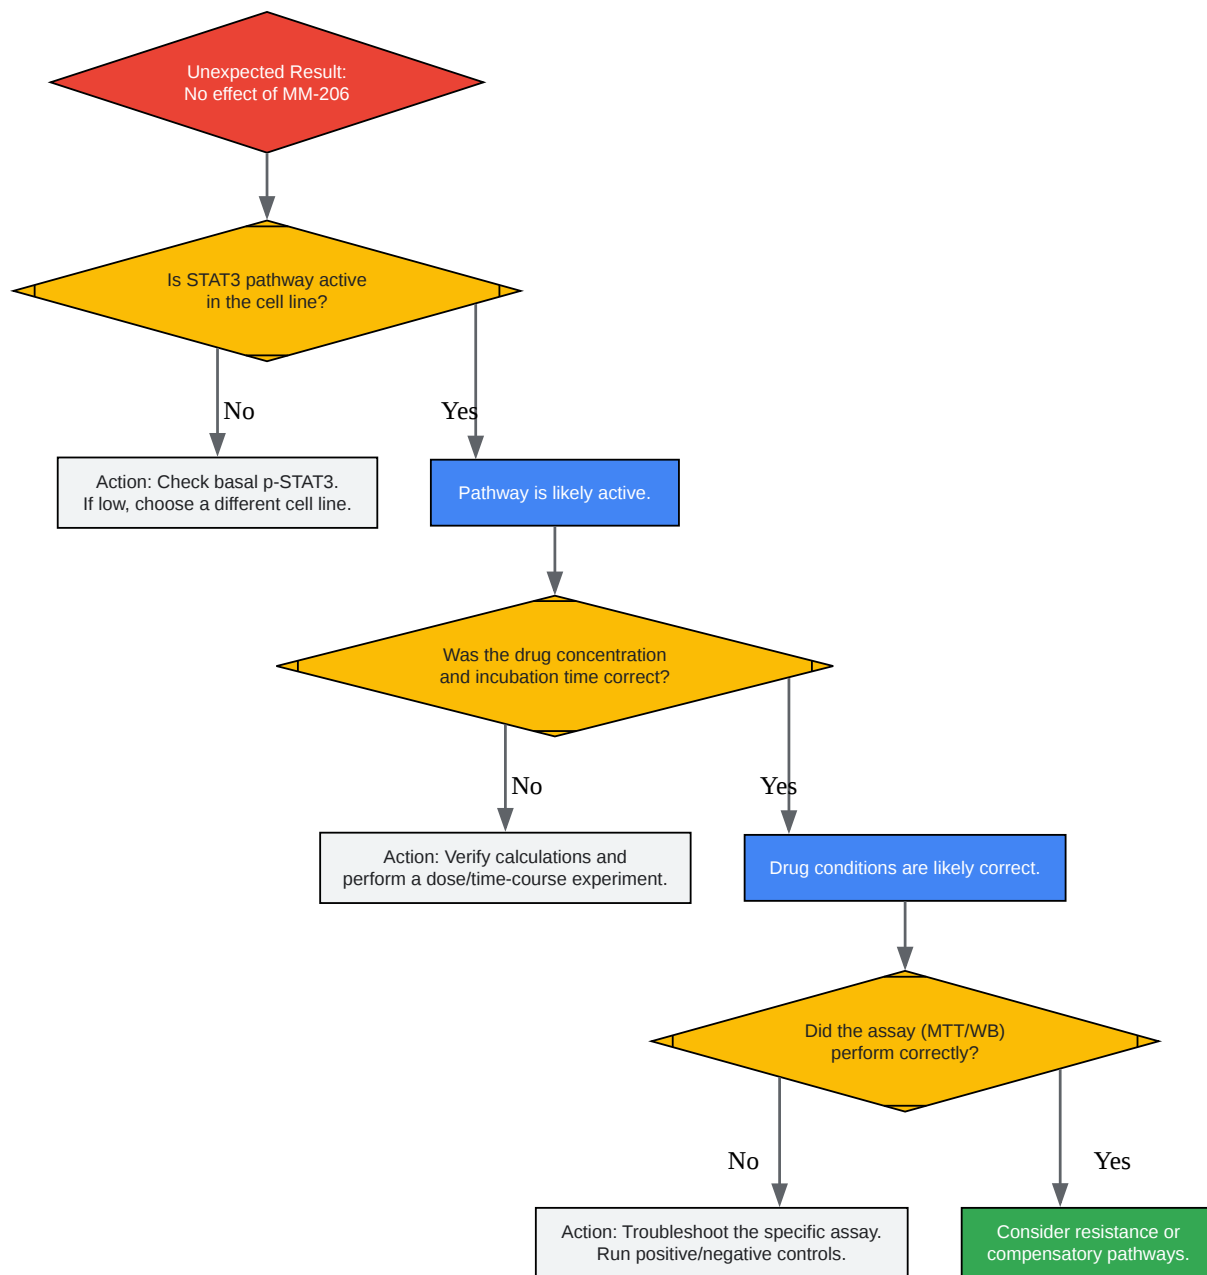 Unexpected Result:
No effect of MM-206
Is STAT3 pathway active
in the cell line?
No
Yes
Action: Check basal p-STAT3.
If low, choose a different cell line.
Pathway is likely active.
Was the drug concentration
and incubation time correct?
No
Yes
Action: Verify calculations and
perform a dose/time-course experiment.
Drug conditions are likely correct.
Did the assay (MTT/WB)
perform correctly?
No
Yes
Action: Troubleshoot the specific assay.
Run positive/negative controls.
Consider resistance or
compensatory pathways.